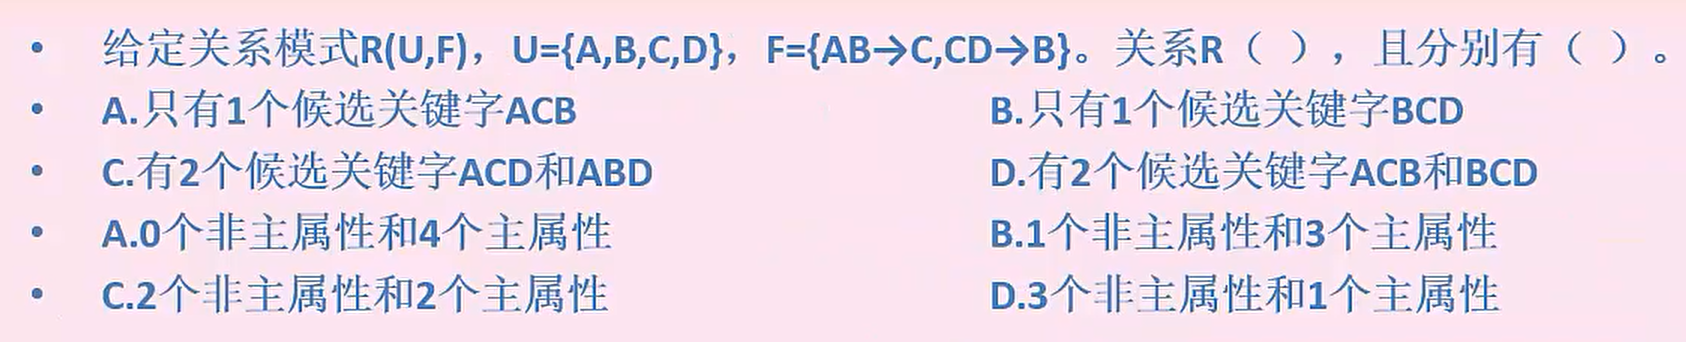 • 给定关系模式R(U,F)，U={A,B,C,D}，F={AB→C,CD→B}。关系R（ ），且分别有（ ）。
• A.只有1个候选关键字ACB B.只有1个候选关键字BCD
• C.有2个候选关键字ACD和ABD D.有2个候选关键字ACB和BCD
• A.0个非主属性和4个主属性 B.1个非主属性和3个主属性
• C.2个非主属性和2个主属性 D.3个非主属性和1个主属性